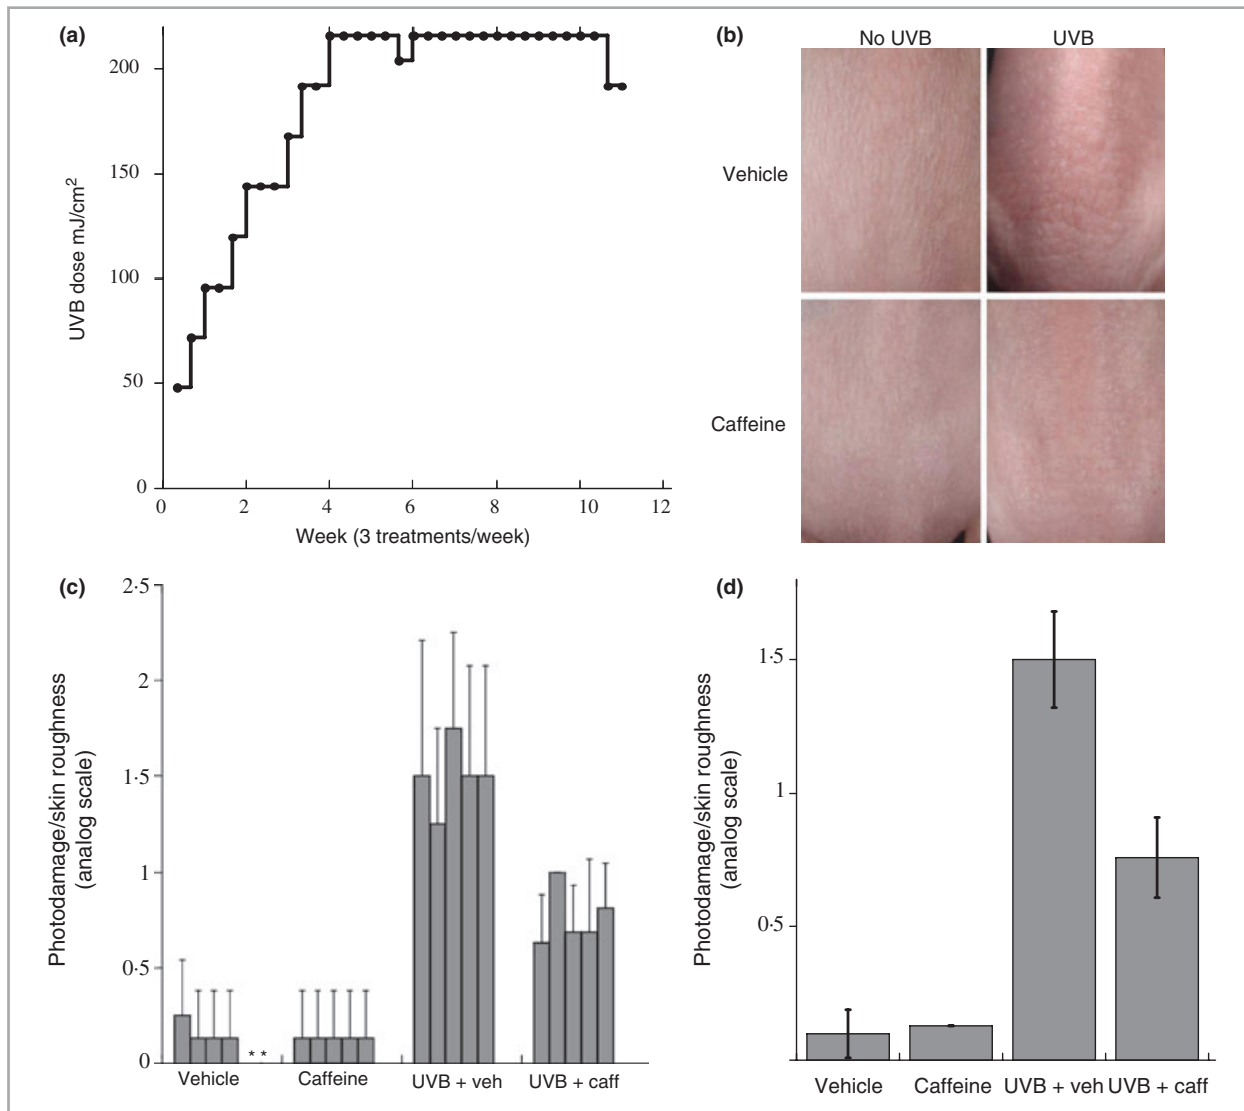 (a)
200
150
100
50
0
UVB dose mJ/cm²
0 2 4 6 8 10 12
Week (3 treatments/week)
(b)
No UVB UVB
Vehicle
Caffeine
(c)
2·5
2
1·5
1
0·5
0
Photodamage/skin roughness
(analog scale)
* *
Vehicle Caffeine UVB + veh UVB + caff
(d)
1·5
1
0·5
Photodamage/skin roughness
(analog scale)
Vehicle Caffeine UVB + veh UVB + caff